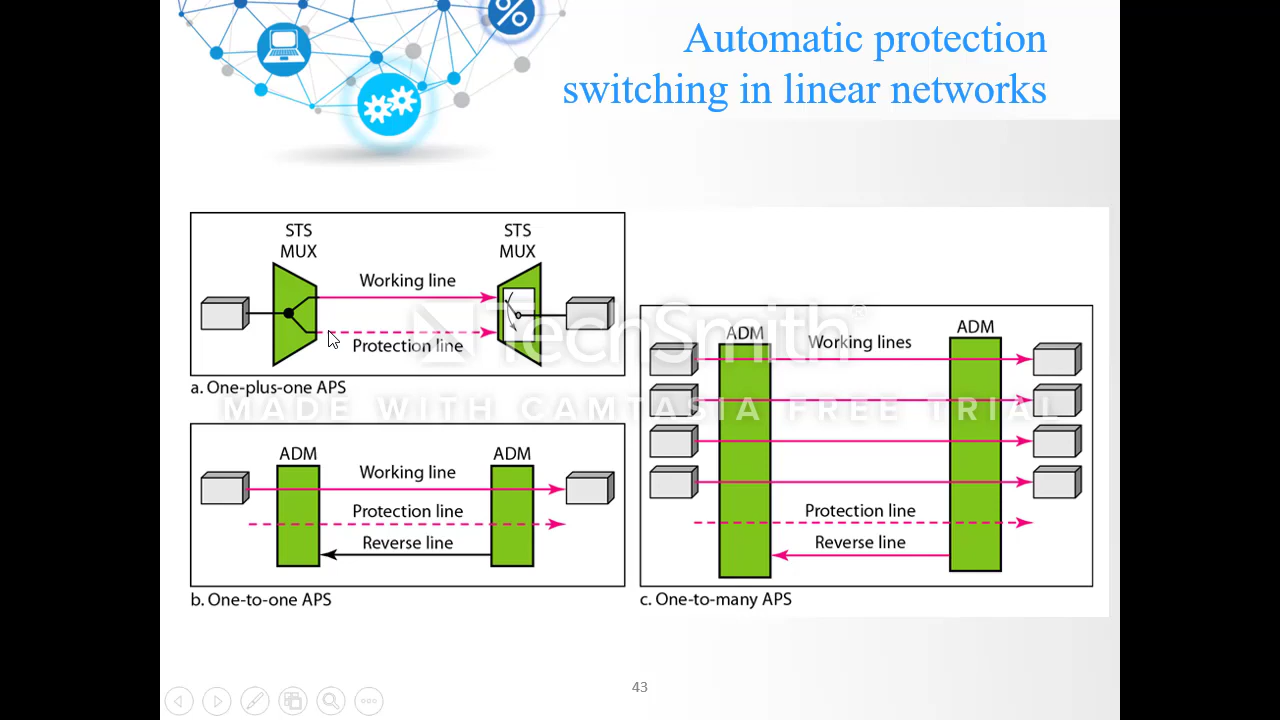 %
Automatic protection
switching in linear networks
STS
MUX
STS
MUX
Working line
Protection line
a. One-plus-one APS
ADM
ADM
Working line
Protection line
Reverse line
b. One-to-one APS
ADM
ADM
Working lines
Protection line
Reverse line
c. One-to-many APS
TechSmith®
MADE WITH CAMTASIA FREE TRIAL
43